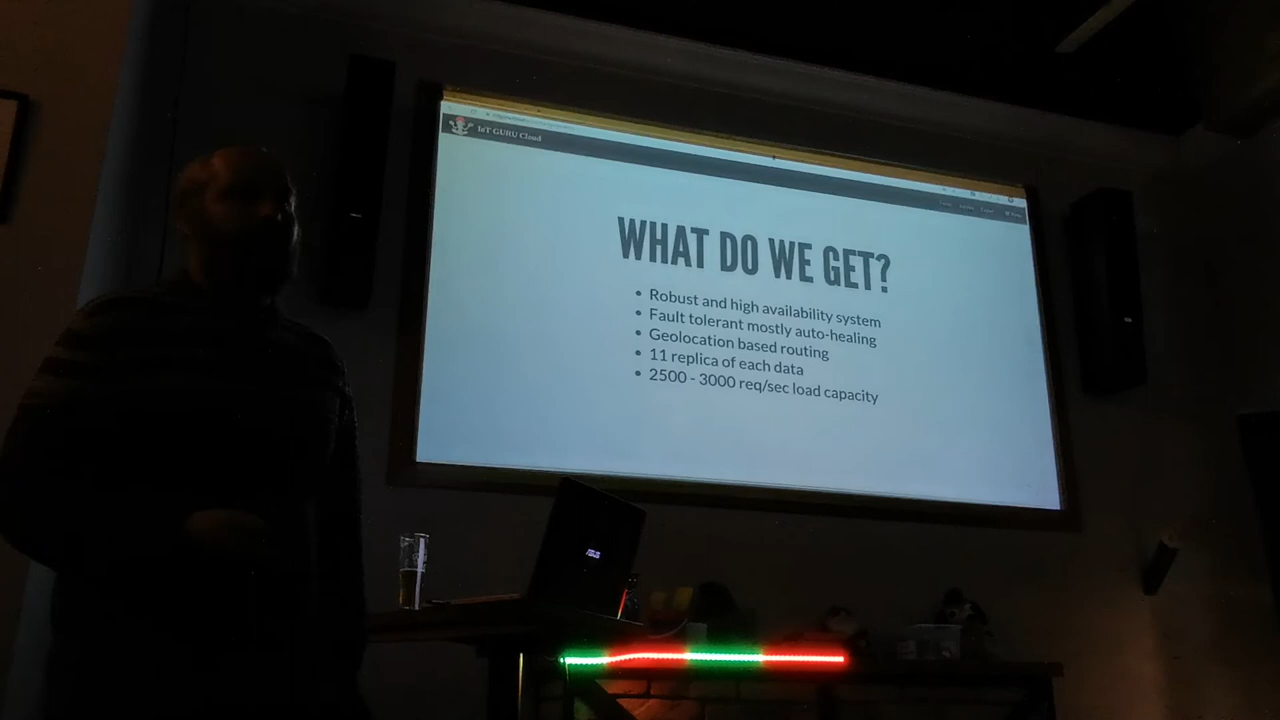 IoT GURU Cloud
WHAT DO WE GET?
• Robust and high availability system
• Fault tolerant mostly auto-healing
• Geolocation based routing
• 11 replica of each data
• 2500 - 3000 req/sec load capacity